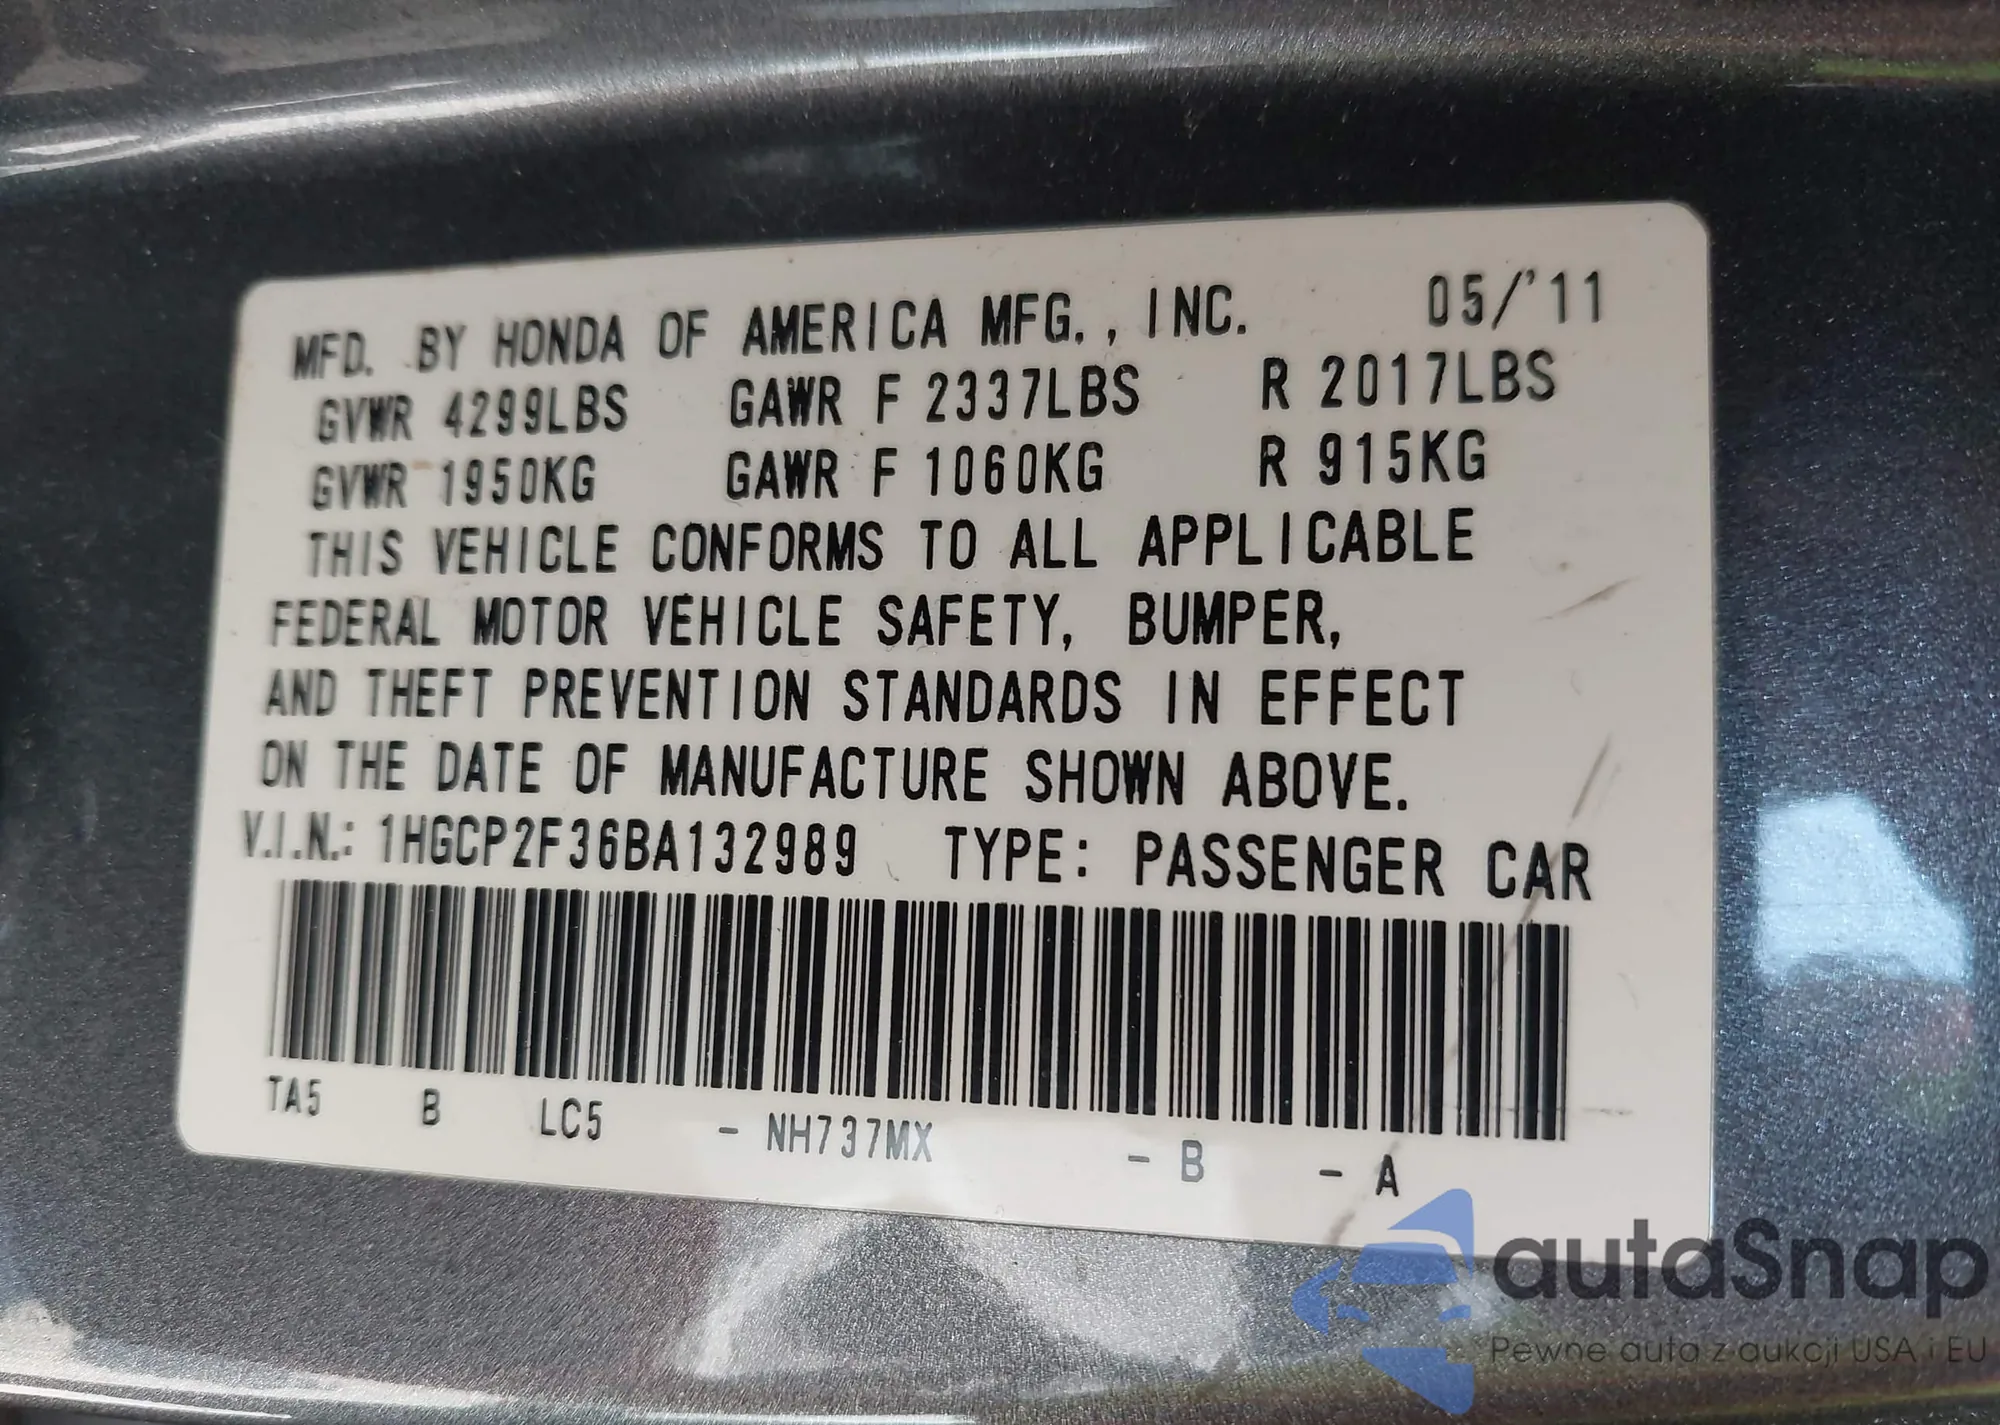 MFD. BY HONDA OF AMERICA MFG., INC. 05/'11
GVWR 4299LBS GAWR F 2337LBS R 2017LBS
GVWR 1950KG GAWR F 1060KG R 915KG
THIS VEHICLE CONFORMS TO ALL APPLICABLE
FEDERAL MOTOR VEHICLE SAFETY, BUMPER,
AND THEFT PREVENTION STANDARDS IN EFFECT
ON THE DATE OF MANUFACTURE SHOWN ABOVE.
V.I.N.: 1HGCP2F36BA132989 TYPE: PASSENGER CAR
TA5 B LC5 - NH737MX - B - A
autaSnap
Pewne auta z aukcji USA i EU